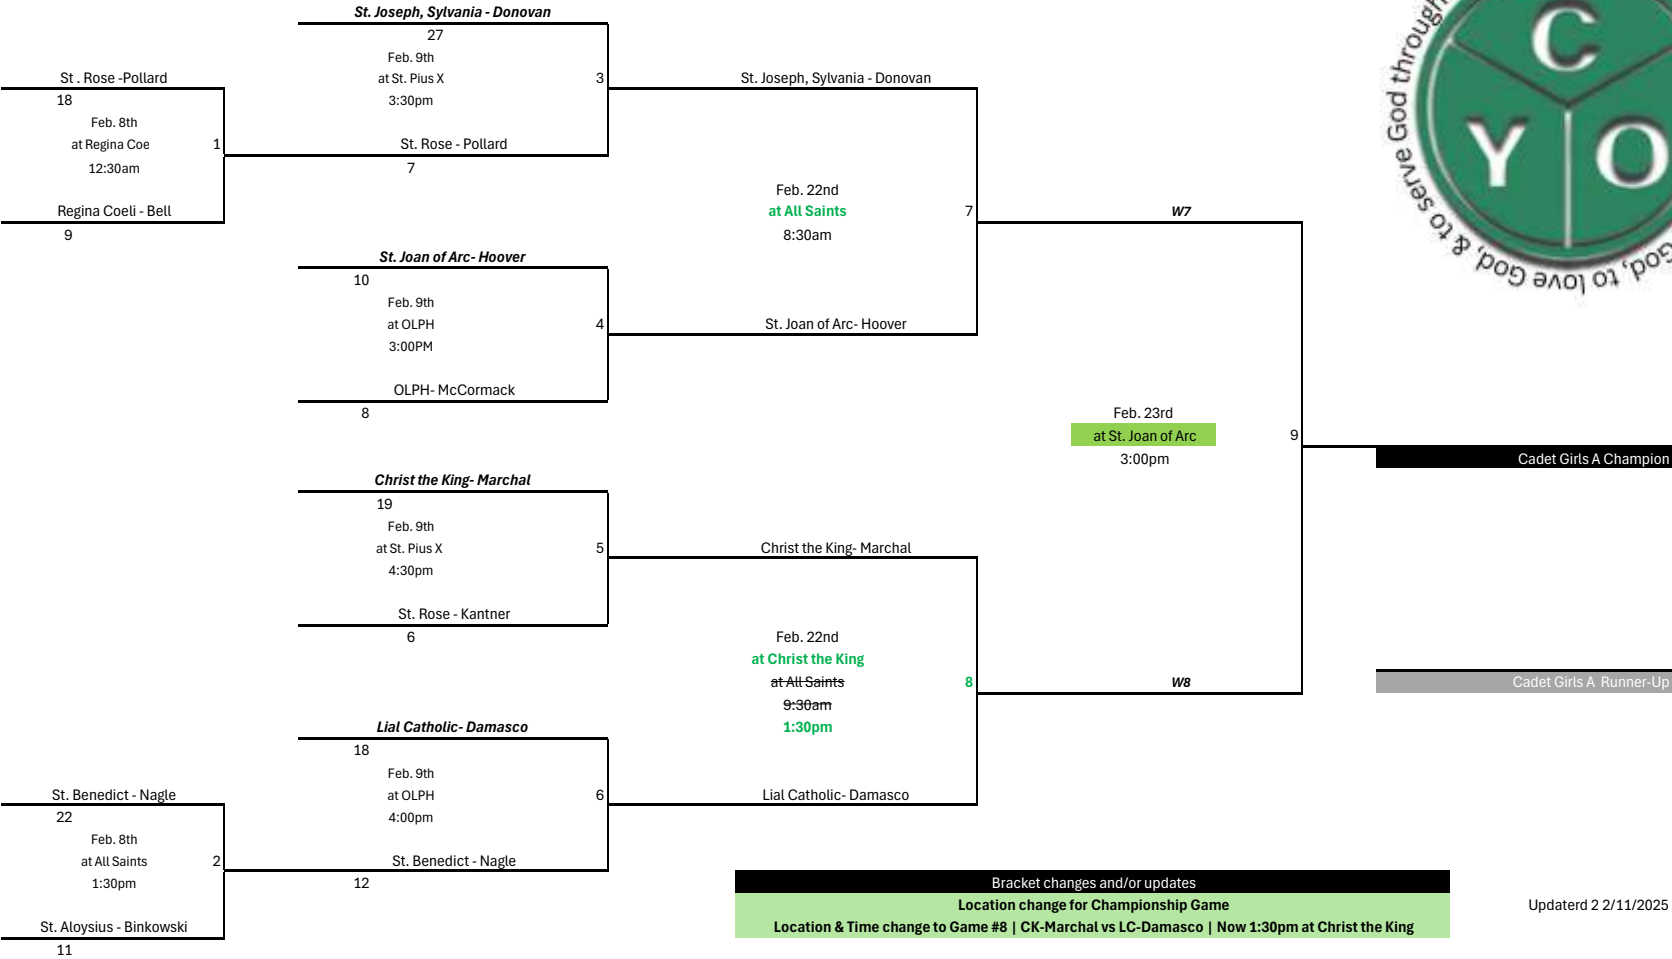 St. Joseph, Sylvania - Donovan
27
Feb. 9th
at St. Pius X
3
3:30pm
St. Rose - Pollard
7
St . Rose -Pollard
18
Feb. 8th
at Regina Coe
1
12:30am
Regina Coeli - Bell
9
St. Joseph, Sylvania - Donovan
Feb. 22nd
at All Saints
7
8:30am
St. Joan of Arc- Hoover
W7
St. Joan of Arc- Hoover
10
Feb. 9th
at OLPH
4
3:00PM
OLPH- McCormack
8
Feb. 23rd
at St. Joan of Arc
9
3:00pm
Cadet Girls A Champion
Christ the King- Marchal
19
Feb. 9th
at St. Pius X
5
4:30pm
St. Rose - Kantner
6
Christ the King- Marchal
Feb. 22nd
at Christ the King
at All Saints
8
9:30am
1:30pm
Lial Catholic- Damasco
W8
Cadet Girls A Runner-Up
Lial Catholic- Damasco
18
Feb. 9th
at OLPH
6
4:00pm
St. Benedict - Nagle
12
St. Benedict - Nagle
22
Feb. 8th
at All Saints
2
1:30pm
St. Aloysius - Binkowski
11
Bracket changes and/or updates
Location change for Championship Game
Location & Time change to Game #8 | CK-Marchal vs LC-Damasco | Now 1:30pm at Christ the King
Updaterd 2 2/11/2025
C
Y O
God, to love God, & to serve God through